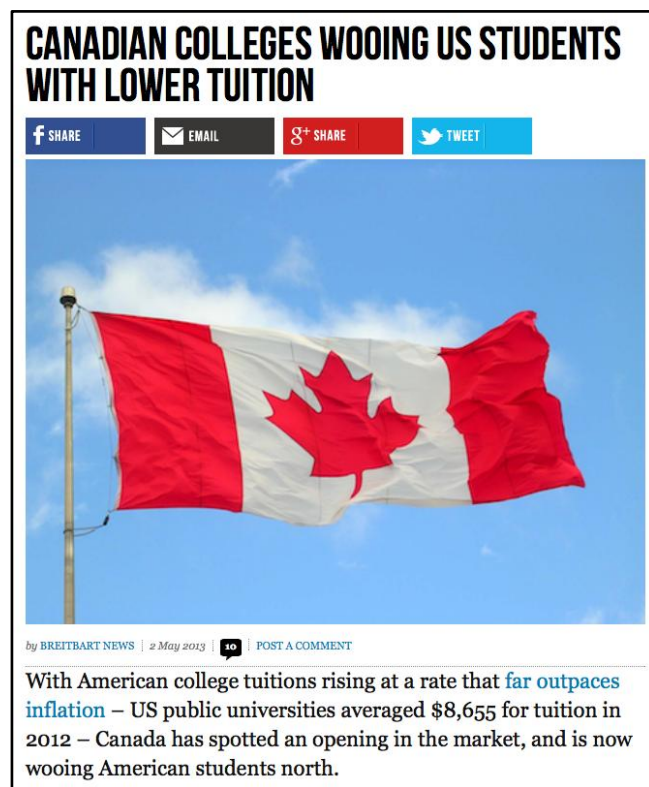 CANADIAN COLLEGES WOOING US STUDENTS
WITH LOWER TUITION
f SHARE EMAIL g+ SHARE TWEET
by BREITBART NEWS | 2 May 2013 | 10 | POST A COMMENT
With American college tuitions rising at a rate that far outpaces
inflation – US public universities averaged $8,655 for tuition in
2012 – Canada has spotted an opening in the market, and is now
wooing American students north.